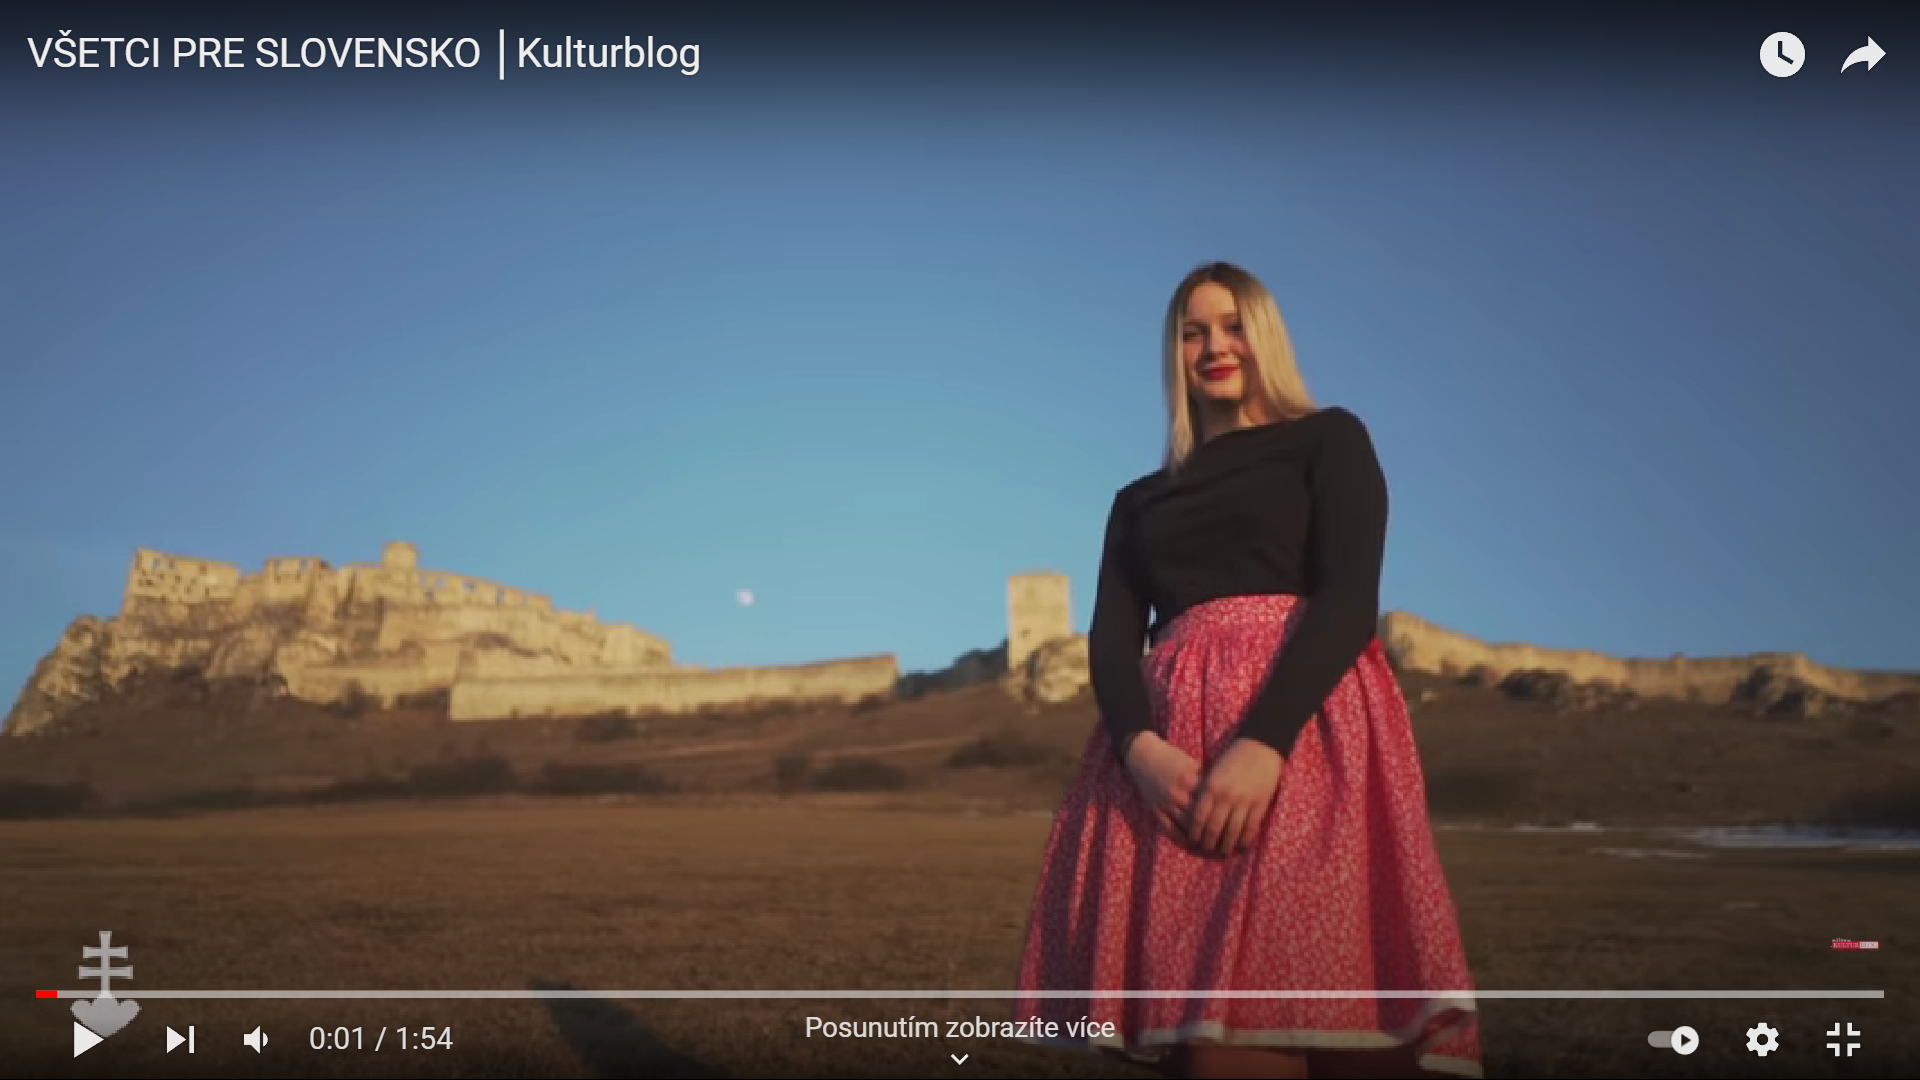 VŠETCI PRE SLOVENSKO │Kulturblog
0:01 / 1:54
Posunutím zobrazíte více